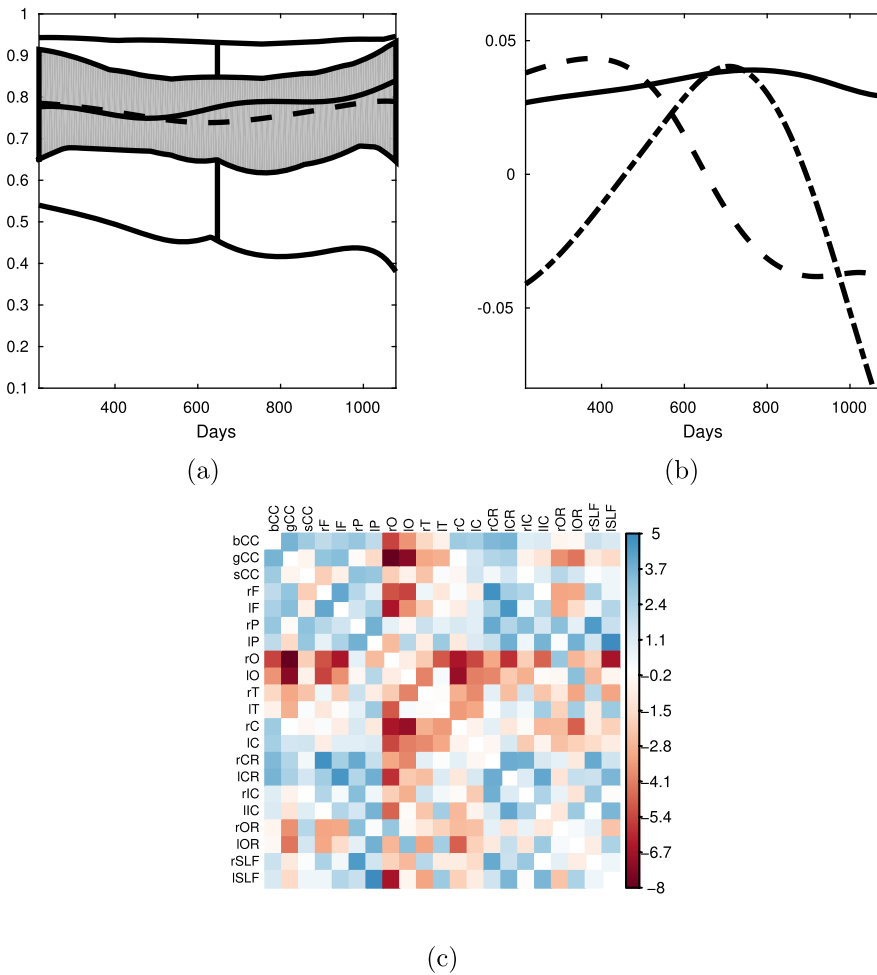 1
0.9
0.8
0.7
0.6
0.5
0.4
0.3
0.2
0.1
400 600 800 1000
Days
(a)
0.05
0
-0.05
400 600 800 1000
Days
(b)
bCC gCC sCC rF lF rP lP rO lO rT lT rC lC rCR lCR rIC lIC rOR lOR rSLF lSLF
bCC
gCC
sCC
rF
lF
rP
lP
rO
lO
rT
lT
rC
lC
rCR
lCR
rIC
lIC
rOR
lOR
rSLF
lSLF
5
3.7
2.4
1.1
−0.2
−1.5
−2.8
−4.1
−5.4
−6.7
−8
(c)